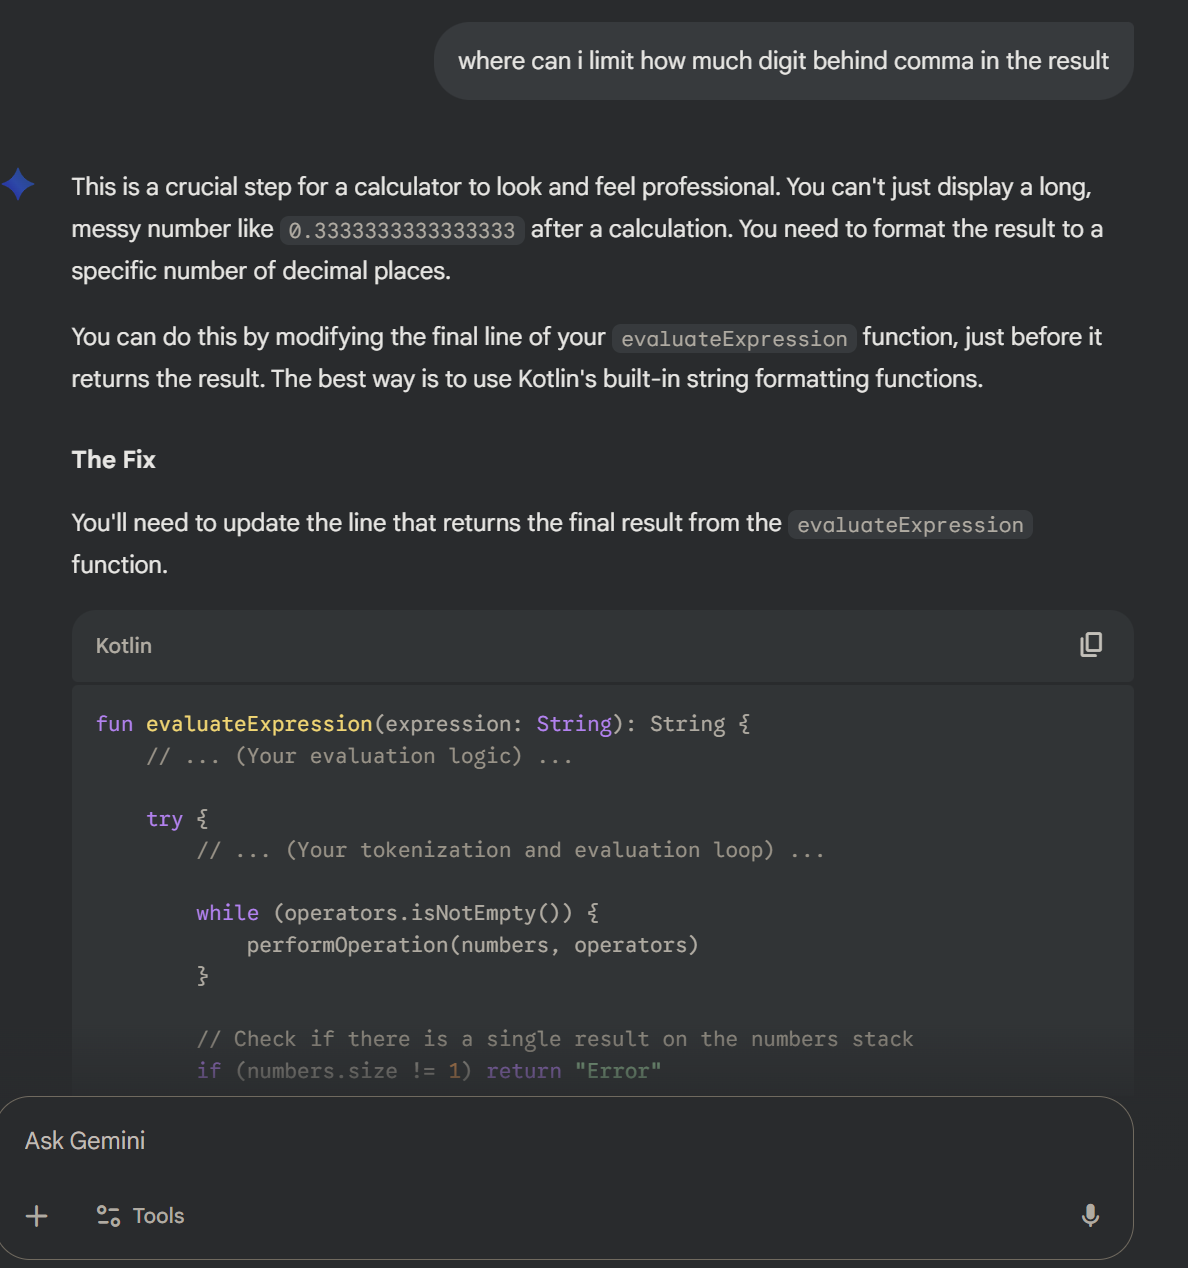 where can i limit how much digit behind comma in the result
This is a crucial step for a calculator to look and feel professional. You can't just display a long,
messy number like 0.3333333333333333 after a calculation. You need to format the result to a
specific number of decimal places.
You can do this by modifying the final line of your evaluateExpression function, just before it
returns the result. The best way is to use Kotlin's built-in string formatting functions.
The Fix
You'll need to update the line that returns the final result from the evaluateExpression
function.
Kotlin
fun evaluateExpression(expression: String): String {
// ... (Your evaluation logic) ...
try {
// ... (Your tokenization and evaluation loop) ...
while (operators.isNotEmpty()) {
performOperation(numbers, operators)
}
// Check if there is a single result on the numbers stack
if (numbers.size != 1) return "Error"
Ask Gemini
Tools